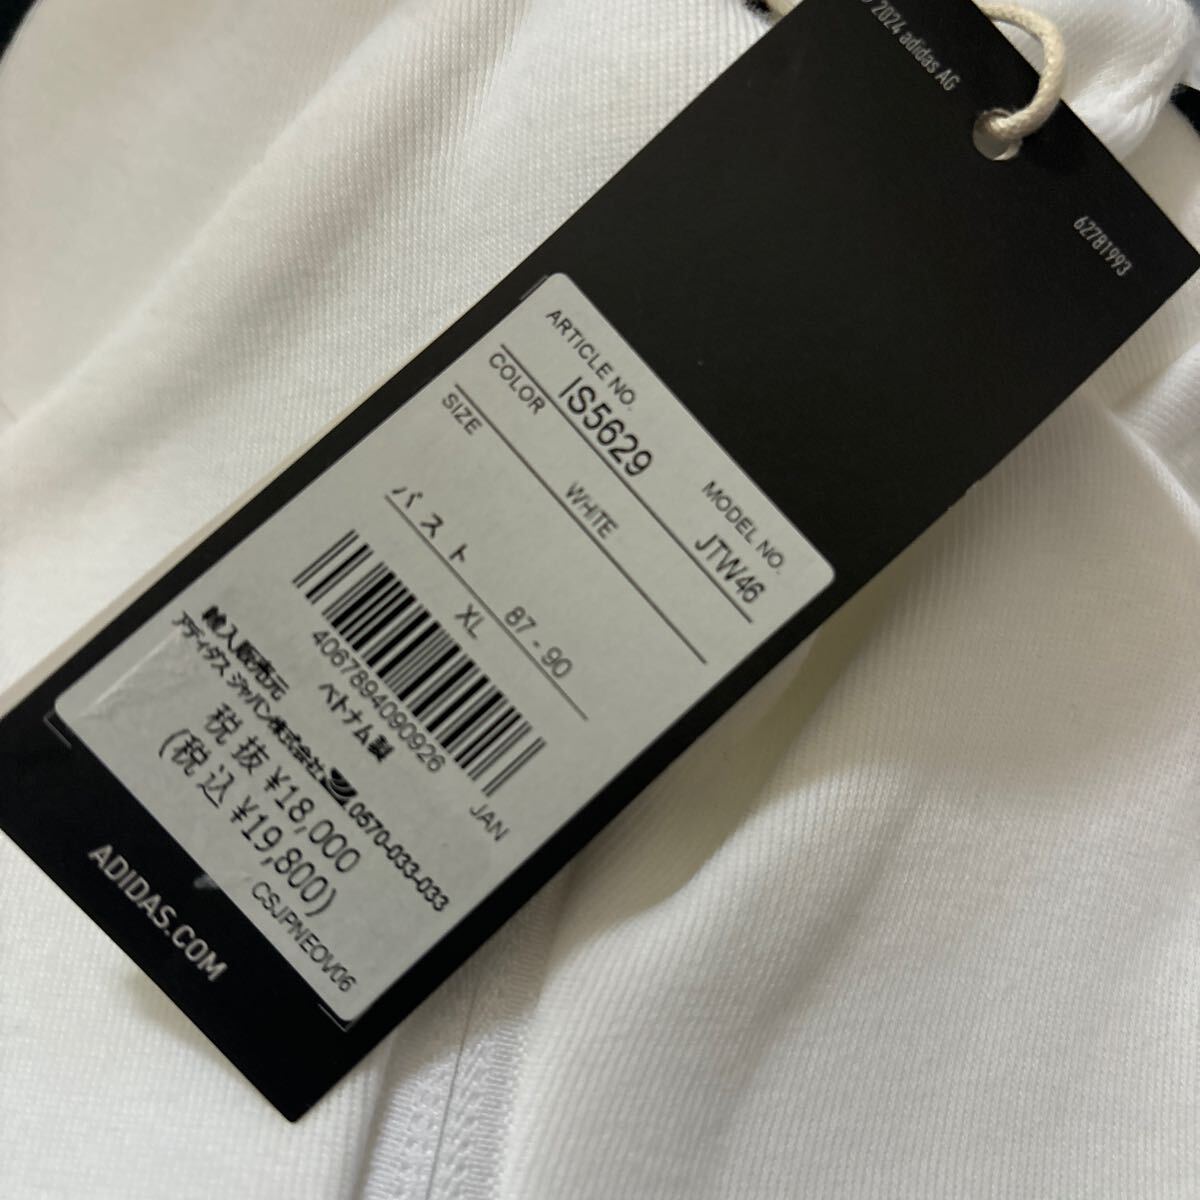 2024 adidas AG
62781993
ARTICLE NO.
MODEL NO.
IS5629
JTW46
COLOR
WHITE
SIZE
バスト 87-90
XL
4067894090926
JAN
ベトナム製
輸入販売元
アディダス ジャパン株式会社 0570-033-033
税抜¥18,000
(税込¥19,800)
CSJPNEOV06
ADIDAS.COM